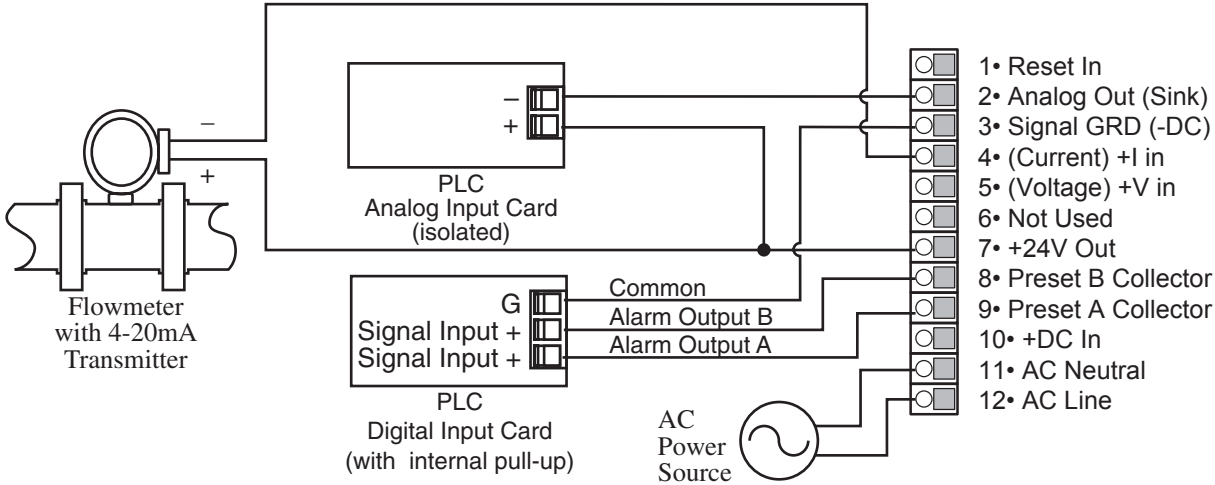 –
+
Flowmeter
with 4-20mA
Transmitter
–
+
PLC
Analog Input Card
(isolated)
G
Signal Input +
Signal Input +
Common
Alarm Output B
Alarm Output A
PLC
Digital Input Card
(with internal pull-up)
AC
Power
Source
1• Reset In
2• Analog Out (Sink)
3• Signal GRD (-DC)
4• (Current) +I in
5• (Voltage) +V in
6• Not Used
7• +24V Out
8• Preset B Collector
9• Preset A Collector
10• +DC In
11• AC Neutral
12• AC Line